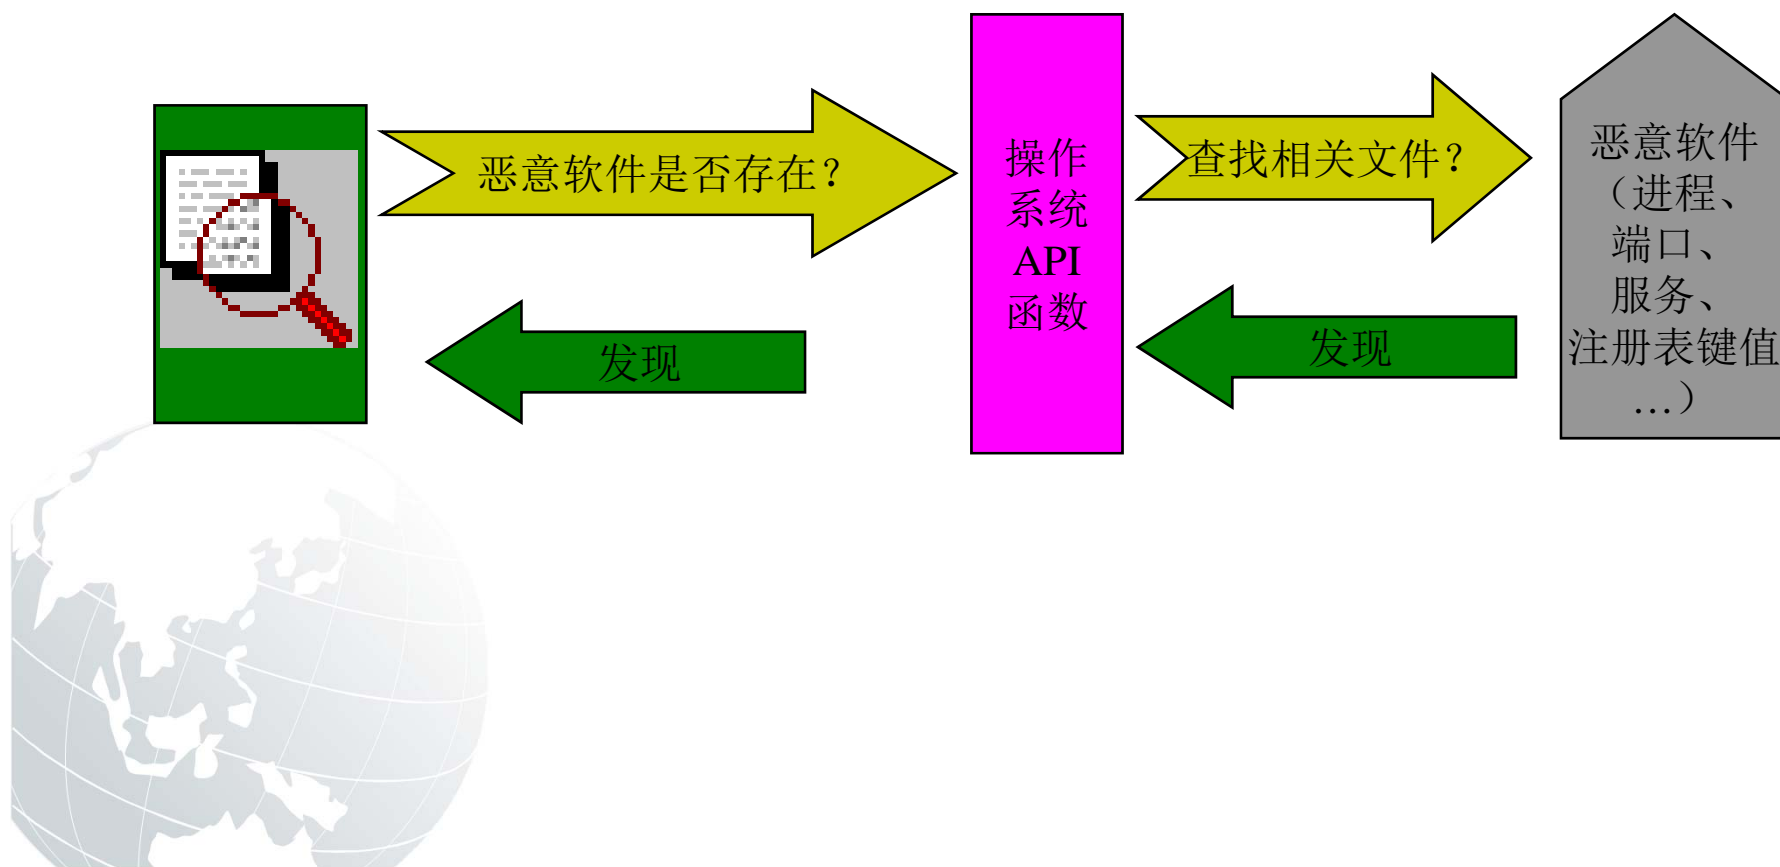 恶意软件是否存在？
发现
操作
系统
API
函数
查找相关文件？
发现
恶意软件
（进程、
端口、
服务、
注册表键值
…）